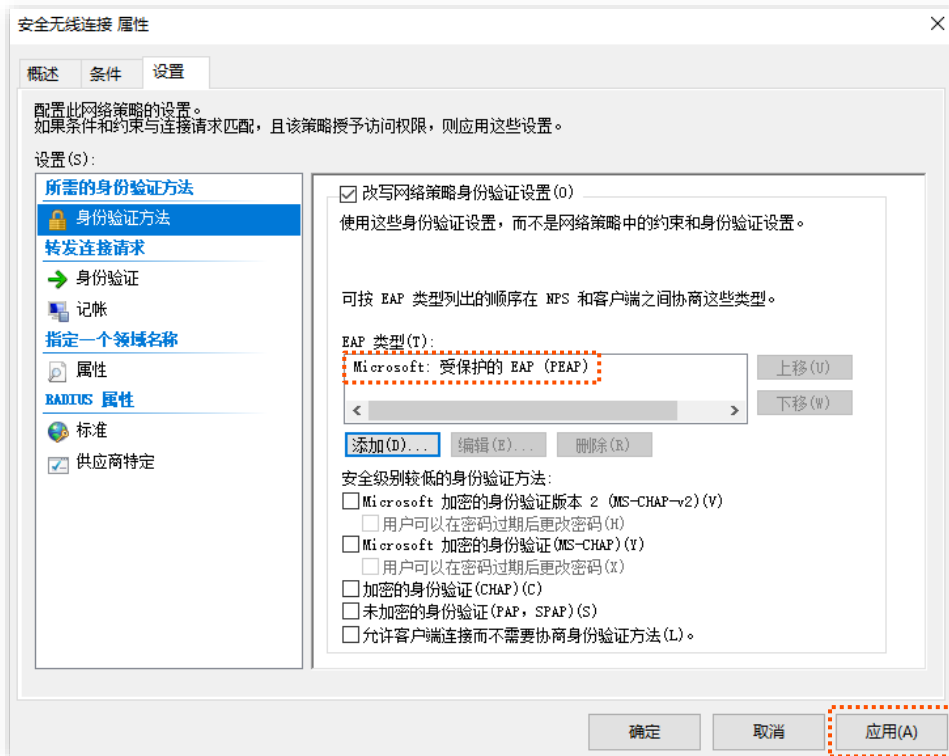 安全无线连接 属性
概述
条件
设置
配置此网络策略的设置。
如果条件和约束与连接请求匹配，且该策略授予访问权限，则应用这些设置。
设置(S):
所需的身份验证方法
身份验证方法
转发连接请求
身份验证
记帐
指定一个领域名称
属性
RADIUS 属性
标准
供应商特定
改写网络策略身份验证设置(O)
使用这些身份验证设置，而不是网络策略中的约束和身份验证设置。
可按 EAP 类型列出的顺序在 NPS 和客户端之间协商这些类型。
EAP 类型(T):
Microsoft: 受保护的 EAP (PEAP)
上移(U)
下移(W)
添加(D)...
编辑(E)...
删除(R)
安全级别较低的身份验证方法:
Microsoft 加密的身份验证版本 2 (MS-CHAP-v2)(V)
用户可以在密码过期后更改密码(H)
Microsoft 加密的身份验证(MS-CHAP)(Y)
用户可以在密码过期后更改密码(X)
加密的身份验证(CHAP)(C)
未加密的身份验证(PAP，SPAP)(S)
允许客户端连接而不需要协商身份验证方法(L)。
确定
取消
应用(A)